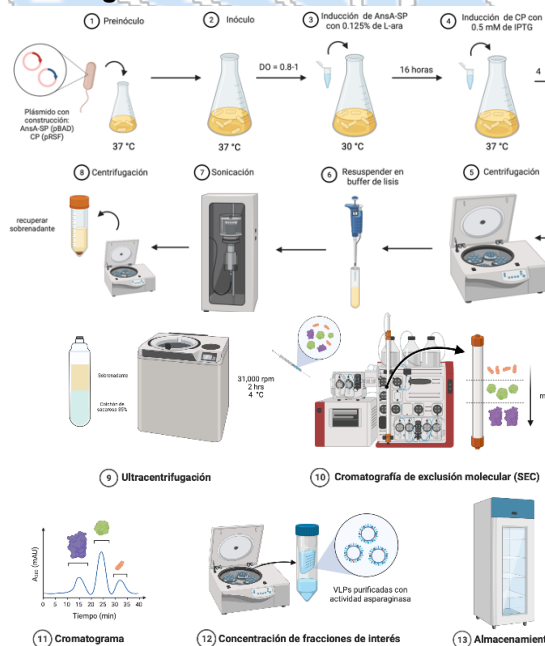 1 Preinóculo
2 Inóculo
3 Inducción de AnsA-SP
con 0.125% de L-ara
4 Inducción de CP con
0.5 mM de IPTG
DO = 0.8-1
16 horas
4
Plásmido con
construcción:
AnsA-SP (pBAD)
CP (pRSF)
37 °C
37 °C
30 °C
37 °C
8 Centrifugación
7 Sonicación
6 Resuspender en
buffer de lisis
5 Centrifugación
recuperar
sobrenadante
Sobrenadante
Colchón de
sacarosa 35%
31,000 rpm
2 hrs
4 °C
m
9 Ultracentrifugación
10 Cromatografía de exclusión molecular (SEC)
A280 (mAU)
0 5 10 15 20 25 30 35 40
Tiempo (min)
VLPs purificadas con
actividad asparaginasa
11 Cromatograma
12 Concentración de fracciones de interés
13 Almacenamient